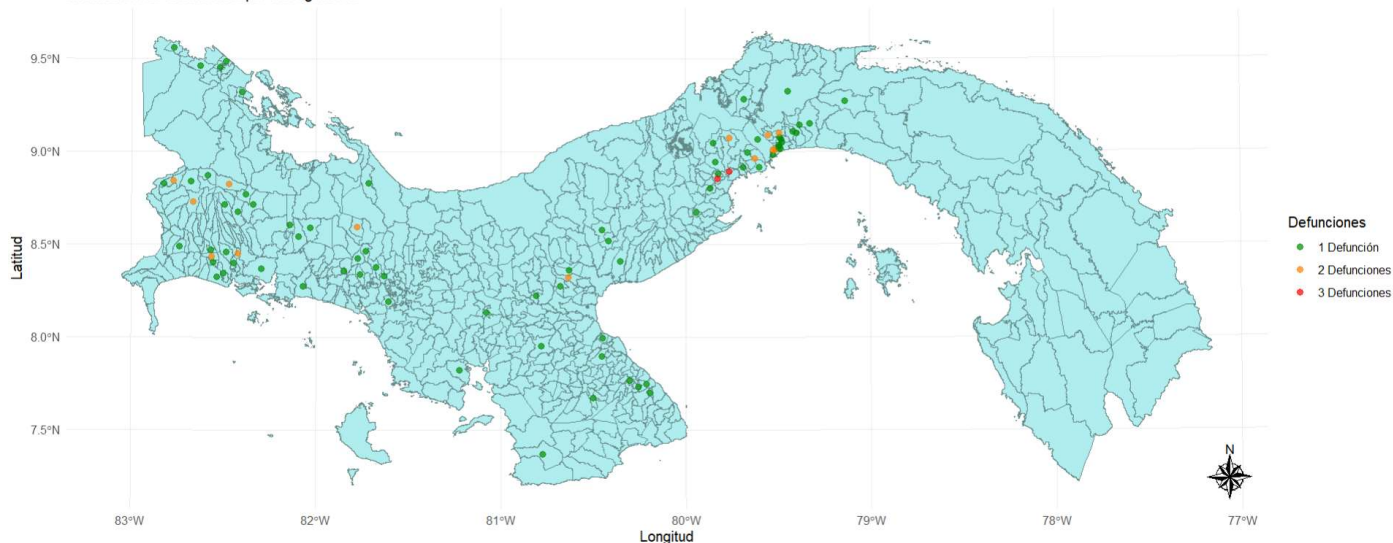 9.5°N
9.0°N
8.5°N
8.0°N
7.5°N
Latitud
83°W
82°W
81°W
80°W
79°W
78°W
77°W
Longitud
Defunciones
1 Defunción
2 Defunciones
3 Defunciones
N